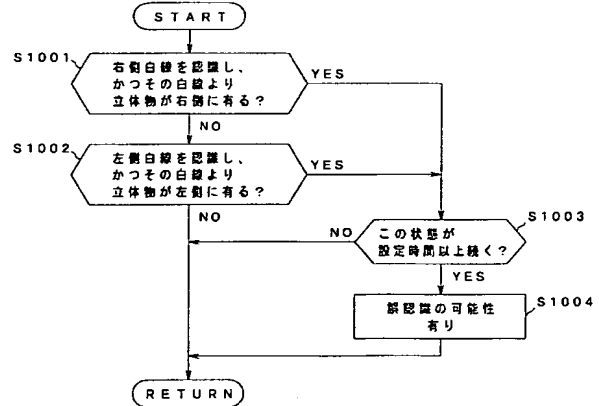 START
S1001
右側白線を認識し、
かつその白線より
立体物が右側に有る？
YES
NO
S1002
左側白線を認識し、
かつその白線より
立体物が左側に有る？
YES
NO
S1003
この状態が
設定時間以上続く？
NO
YES
S1004
誤認識の可能性
有り
RETURN